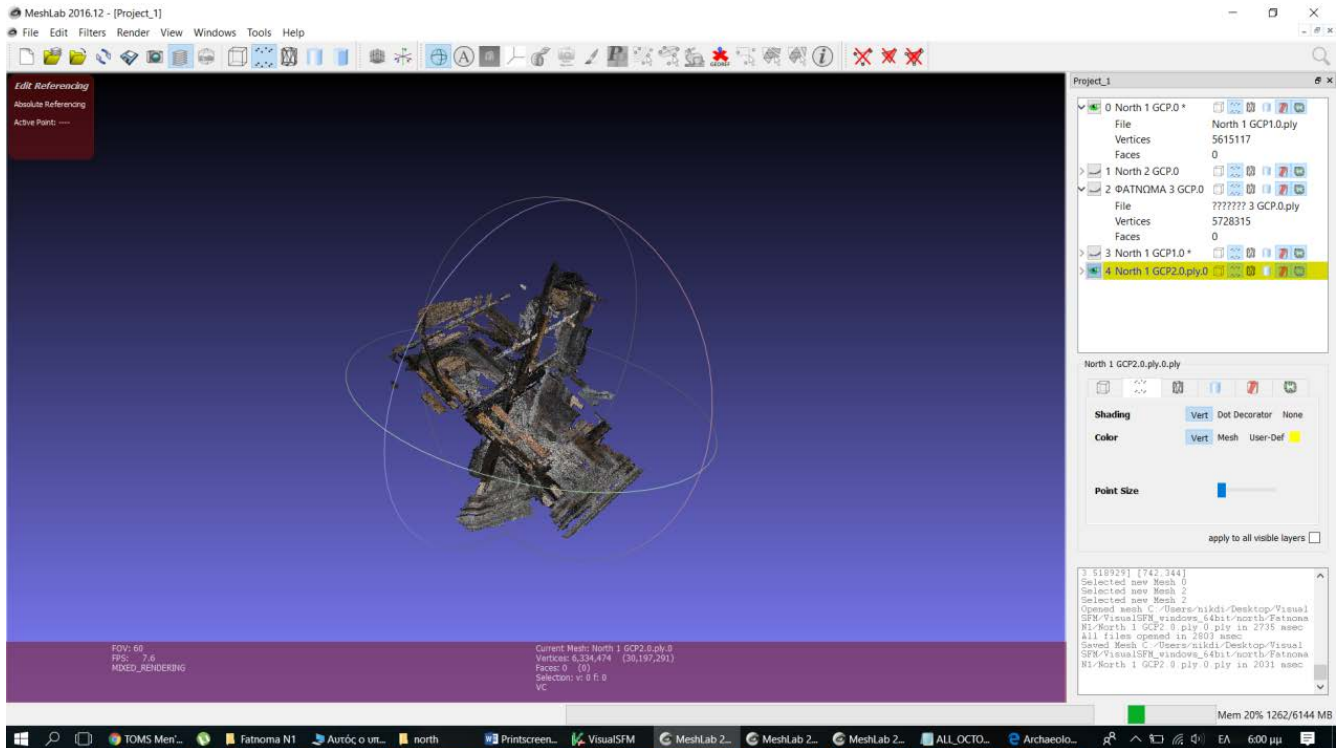 MeshLab 2016.12 - [Project_1]
File Edit Filters Render View Windows Tools Help
Edit Referencing
Absolute Referencing
Active Point: ----
Project_1
0 North 1 GCP.0 *
File North 1 GCP1.0.ply
Vertices 5615117
Faces 0
1 North 2 GCP.0
2 ΦΑΤΝΩΜΑ 3 GCP.0
File ??????? 3 GCP.0.ply
Vertices 5728315
Faces 0
3 North 1 GCP1.0 *
4 North 1 GCP2.0.ply.0
North 1 GCP2.0.ply.0.ply
Shading Vert Dot Decorator None
Color Vert Mesh User-Def
Point Size
apply to all visible layers
3 518929] [742.344]
Selected new Mesh 0
Selected new Mesh 2
Selected new Mesh 2
Opened mesh C:/Users/nikdi/Desktop/Visual
SFM/VisualSFM_windows_64bit/north/Fatnoma
N1/North 1 GCP2.0.ply.0.ply in 2735 msec
All files opened in 2803 msec
Saved Mesh C:/Users/nikdi/Desktop/Visual
SFM/VisualSFM_windows_64bit/north/Fatnoma
N1/North 1 GCP2.0.ply.0.ply in 2031 msec
FOV: 60
FPS: 7.6
MIXED_RENDERING
Current Mesh: North 1 GCP2.0.ply.0
Vertices: 6,334,474 (30,197,291)
Faces: 0 (0)
Selection: v: 0 f: 0
VC
Mem 20% 1262/6144 MB
TOMS Men'... Fatnoma N1 Αυτός ο υπ... north Printscreen... VisualSFM MeshLab 2... MeshLab 2... MeshLab 2... ALL_OCTO... Archaeolo... ΕΛ 6:00 μμ